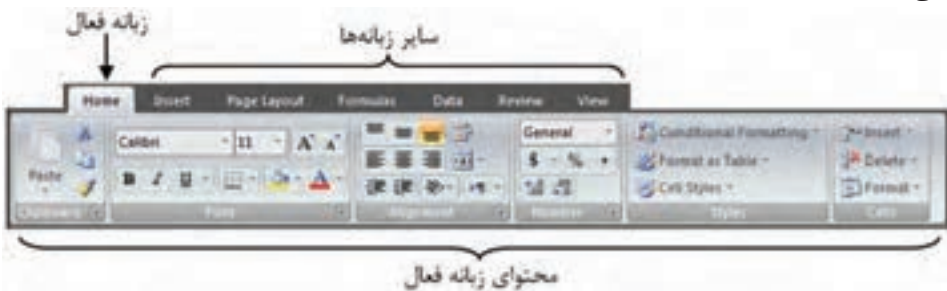 زبانه فعال
سایر زبانه‌ها
Home Insert Page Layout Formulas Data Review View
Calibri 11 A A General Conditional Formatting Insert
Paste $ % Format as Table Delete
B I U A Cell Styles Format
Clipboard Font Alignment Number Styles Cells
محتوای زبانه فعال